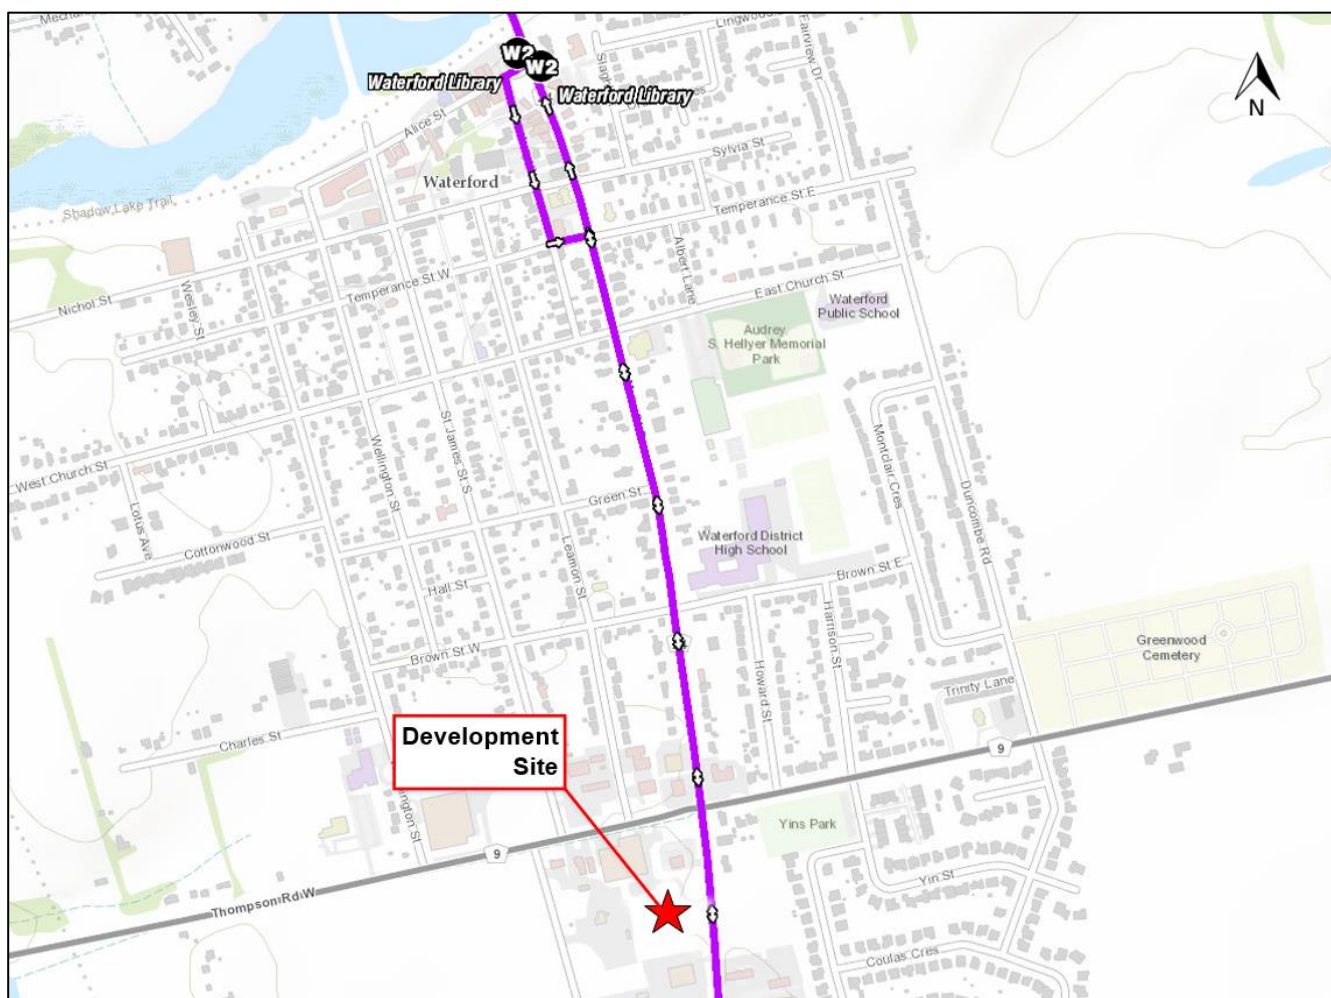 Mechanic
Lingwood
Fairview Dr
W2
W2
Waterford Library
Waterford Library
N
Slagh
Alice St
Sylvia St
Waterford
Shadow Lake Trail
Temperance St E
Albert Lane
Temperance St W
Nichol St
Wesley St
East Church St
Waterford
Public School
Audrey
S. Hellyer Memorial
Park
Montclair Cres
Duncombe Rd
St James St S
Wellington St
West Church St
Lotus Ave
Green St
Cottonwood St
Leamon St
Waterford District
High School
Brown St E
Hall St
Harrison St
Greenwood
Cemetery
Brown St W
Howard St
Trinity Lane
Charles St
Development
Site
9
ington St
Yins Park
9
Yin St
Thompson Rd W
Coulas Cres